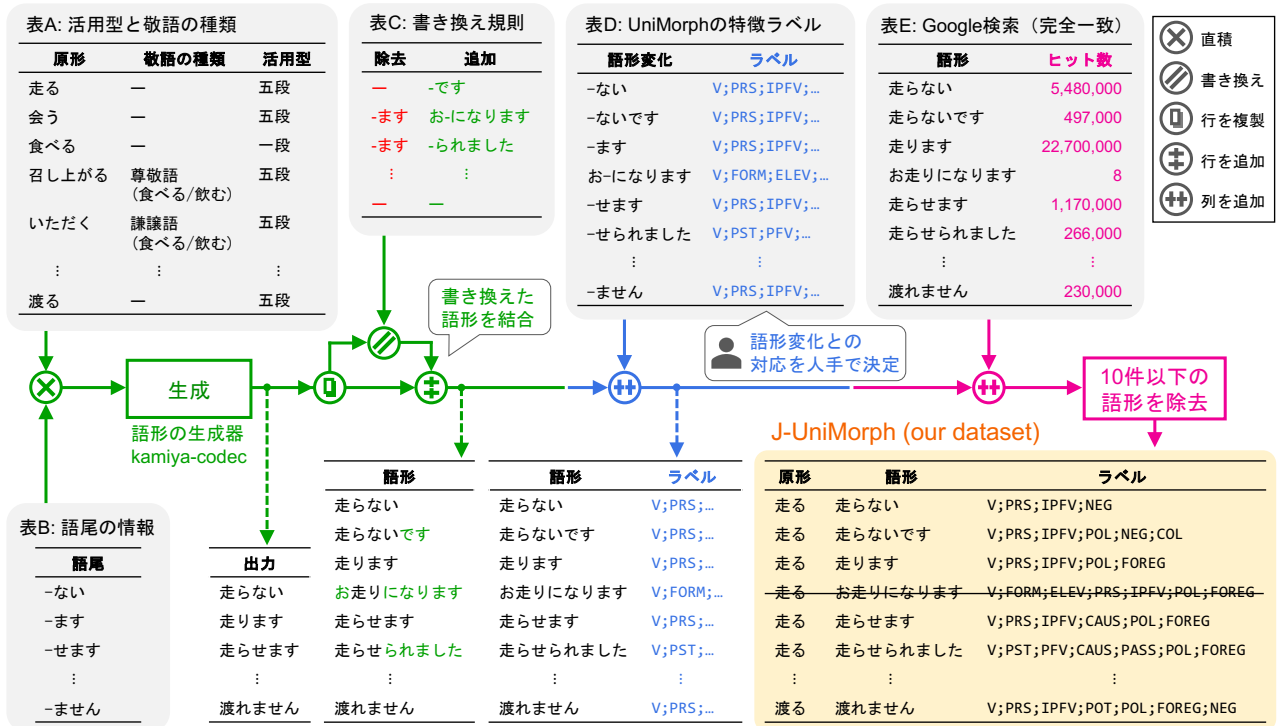 表A: 活用型と敬語の種類
原形 敬語の種類 活用型
走る — 五段
会う — 五段
食べる — 一段
召し上がる 尊敬語 五段
(食べる/飲む)
いただく 謙譲語 五段
(食べる/飲む)
⋮ ⋮ ⋮
渡る — 五段
表C: 書き換え規則
除去 追加
— -です
-ます お-になります
-ます -られました
⋮ ⋮
— —
表D: UniMorphの特徴ラベル
語形変化 ラベル
-ない V;PRS;IPFV;…
-ないです V;PRS;IPFV;…
-ます V;PRS;IPFV;…
お-になります V;FORM;ELEV;…
-せます V;PRS;IPFV;…
-せられました V;PST;PFV;…
⋮ ⋮
-ません V;PRS;IPFV;…
表E: Google検索（完全一致）
語形 ヒット数
走らない 5,480,000
走らないです 497,000
走ります 22,700,000
お走りになります 8
走らせます 1,170,000
走らせられました 266,000
⋮ ⋮
渡れません 230,000
直積
書き換え
行を複製
行を追加
列を追加
書き換えた
語形を結合
語形変化との
対応を人手で決定
生成
語形の生成器
kamiya-codec
10件以下の
語形を除去
表B: 語尾の情報
語尾
-ない
-ます
-せます
⋮
-ません
出力
走らない
走ります
走らせます
⋮
渡れません
語形
走らない
走らないです
走ります
お走りになります
走らせます
走らせられました
⋮
渡れません
語形 ラベル
走らない V;PRS;…
走らないです V;PRS;…
走ります V;PRS;…
お走りになります V;FORM;…
走らせます V;PRS;…
走らせられました V;PST;…
⋮ ⋮
渡れません V;PRS;…
J-UniMorph (our dataset)
原形 語形 ラベル
走る 走らない V;PRS;IPFV;NEG
走る 走らないです V;PRS;IPFV;POL;NEG;COL
走る 走ります V;PRS;IPFV;POL;FOREG
走る お走りになります V;FORM;ELEV;PRS;IPFV;POL;FOREG
走る 走らせます V;PRS;IPFV;CAUS;POL;FOREG
走る 走らせられました V;PST;PFV;CAUS;PASS;POL;FOREG
⋮ ⋮ ⋮
渡る 渡れません V;PRS;IPFV;POT;POL;FOREG;NEG